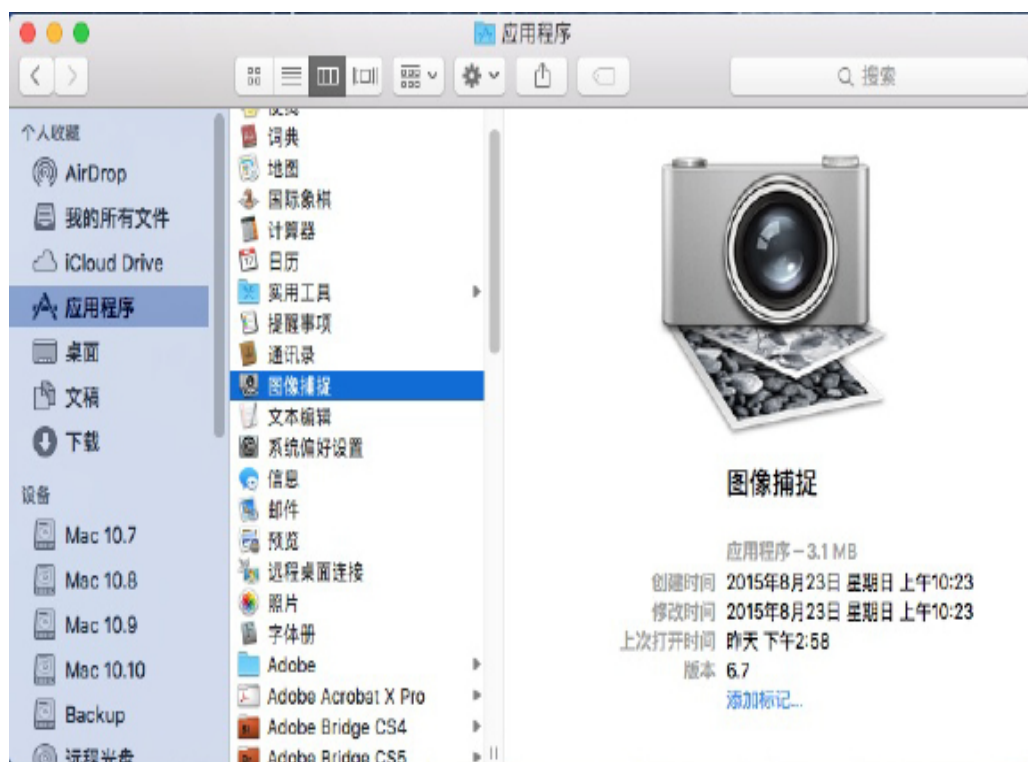 应用程序
搜索
个人收藏
AirDrop
我的所有文件
iCloud Drive
应用程序
桌面
文稿
下载
设备
Mac 10.7
Mac 10.8
Mac 10.9
Mac 10.10
Backup
远程光盘
词典
地图
国际象棋
计算器
日历
实用工具
提醒事项
通讯录
图像捕捉
文本编辑
系统偏好设置
信息
邮件
预览
远程桌面连接
照片
字体册
Adobe
Adobe Acrobat X Pro
Adobe Bridge CS4
Adobe Bridge CS5
图像捕捉
应用程序 – 3.1 MB
创建时间 2015年8月23日 星期日 上午10:23
修改时间 2015年8月23日 星期日 上午10:23
上次打开时间 昨天 下午2:58
版本 6.7
添加标记...